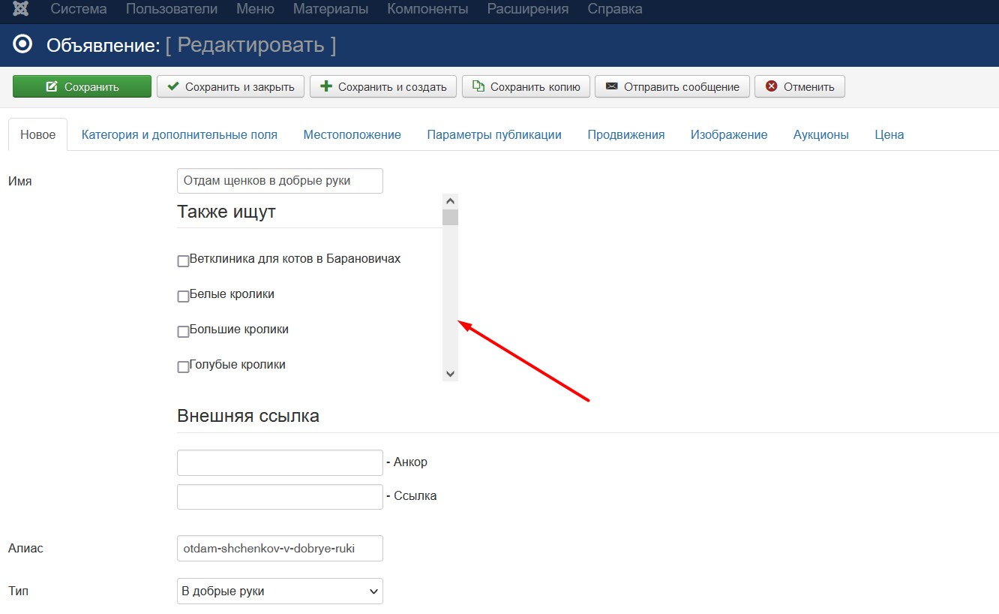 Система Пользователи Меню Материалы Компоненты Расширения Справка
Объявление: [ Редактировать ]
Сохранить Сохранить и закрыть Сохранить и создать Сохранить копию Отправить сообщение Отменить
Новое Категория и дополнительные поля Местоположение Параметры публикации Продвижения Изображение Аукционы Цена
Имя Отдам щенков в добрые руки
Также ищут
Ветклиника для котов в Барановичах
Белые кролики
Большие кролики
Голубые кролики
Внешняя ссылка
- Анкор
- Ссылка
Алиас otdam-shchenkov-v-dobrye-ruki
Тип В добрые руки